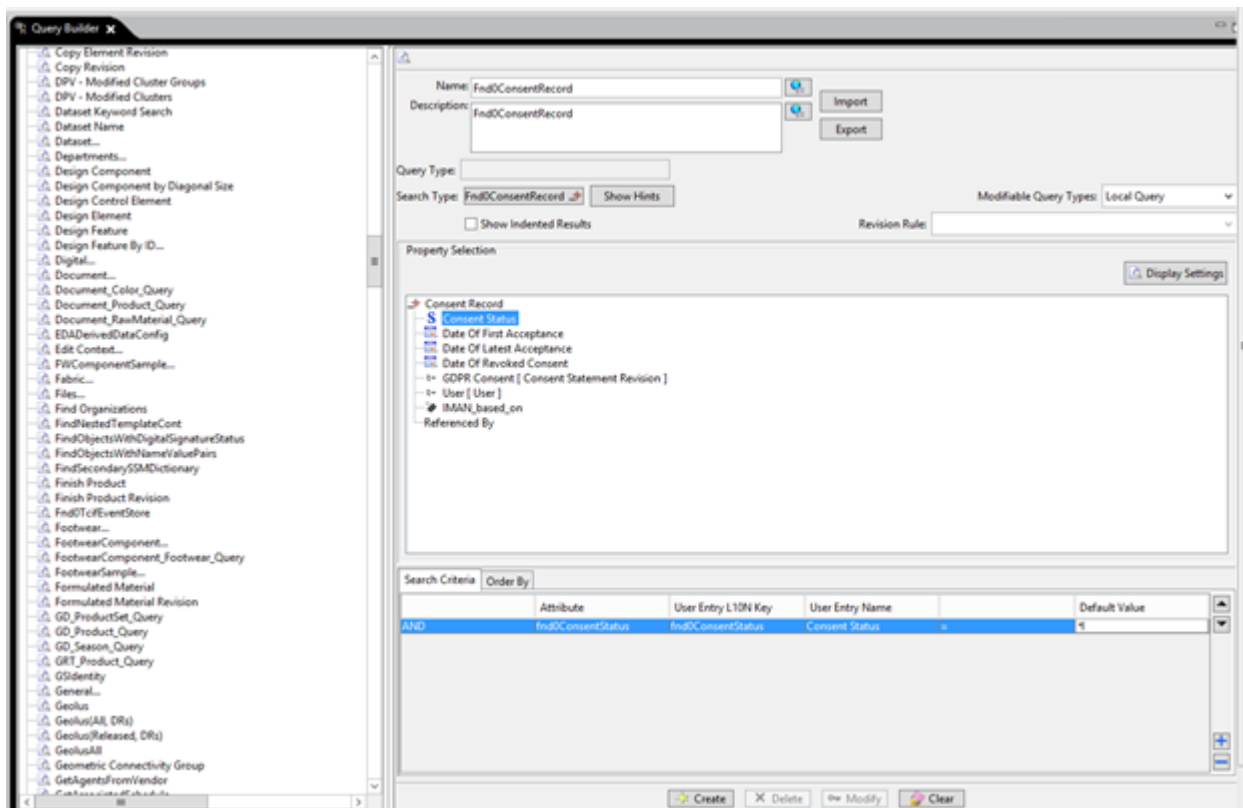 Query Builder
Copy Element Revision
Copy Revision
DPV - Modified Cluster Groups
DPV - Modified Clusters
Dataset Keyword Search
Dataset Name
Dataset...
Departments...
Design Component
Design Component by Diagonal Size
Design Control Element
Design Element
Design Feature
Design Feature By ID...
Digital...
Document...
Document_Color_Query
Document_Product_Query
Document_RawMaterial_Query
EDADerivedDataConfig
Edit Context...
FWComponentSample...
Fabric...
Files...
Find Organizations
FindNestedTemplateCont
FindObjectsWithDigitalSignatureStatus
FindObjectsWithNameValuePairs
FindSecondarySSMDictionary
Finish Product
Finish Product Revision
Fnd0TcifEventStore
Footwear...
FootwearComponent...
FootwearComponent_Footwear_Query
FootwearSample...
Formulated Material
Formulated Material Revision
GD_ProductSet_Query
GD_Product_Query
GD_Season_Query
GRT_Product_Query
GSIdentity
General...
Geolus
Geolus(All, DRs)
Geolus(Released, DRs)
GeolusAll
Geometric Connectivity Group
GetAgentsFromVendor
Name: Fnd0ConsentRecord
Import
Description: Fnd0ConsentRecord
Export
Query Type:
Search Type: Fnd0ConsentRecord Show Hints Modifiable Query Types: Local Query
Show Indented Results Revision Rule:
Property Selection
Display Settings
Consent Record
Consent Status
Date Of First Acceptance
Date Of Latest Acceptance
Date Of Revoked Consent
GDPR Consent [ Consent Statement Revision ]
User [ User ]
IMAN_based_on
Referenced By
Search Criteria Order By
Attribute User Entry L10N Key User Entry Name Default Value
AND fnd0ConsentStatus fnd0ConsentStatus Consent Status =
Create Delete Modify Clear